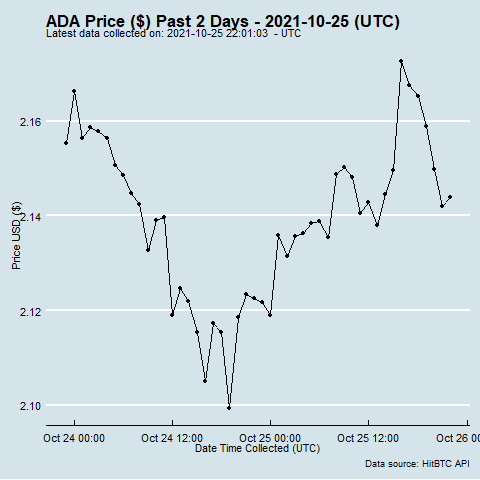 ADA Price ($) Past 2 Days - 2021-10-25 (UTC)
Latest data collected on: 2021-10-25 22:01:03  - UTC
2.16
2.14
2.12
2.10
Price USD ($)
Oct 24 00:00
Oct 24 12:00
Oct 25 00:00
Oct 25 12:00
Oct 26 0
Date Time Collected (UTC)
Data source: HitBTC API